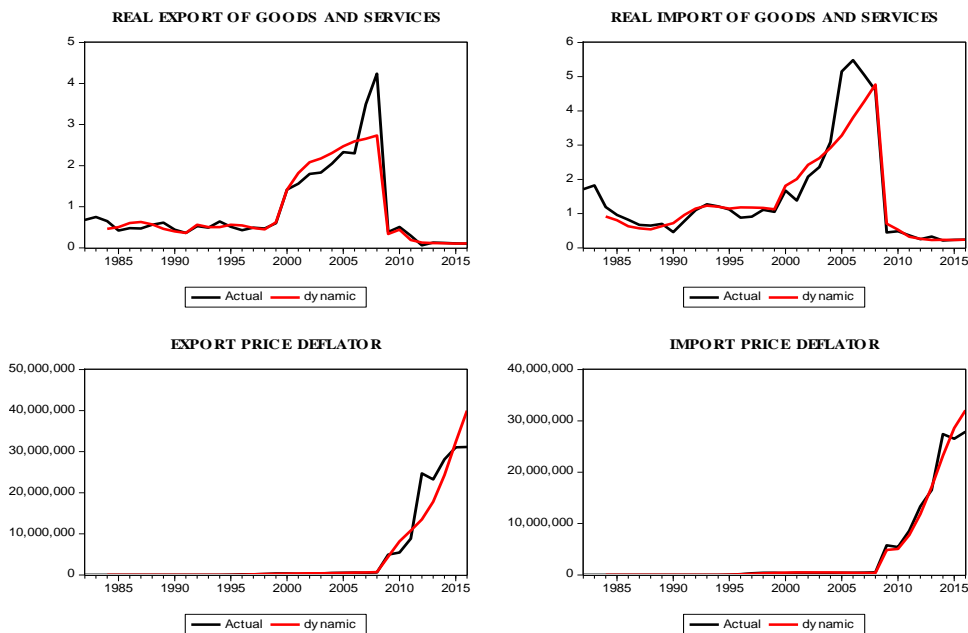 REAL EXPORT OF GOODS AND SERVICES
5
4
3
2
1
0
1985 1990 1995 2000 2005 2010 2015
Actual dynamic
REAL IMPORT OF GOODS AND SERVICES
6
5
4
3
2
1
0
1985 1990 1995 2000 2005 2010 2015
Actual dynamic
EXPORT PRICE DEFLATOR
50,000,000
40,000,000
30,000,000
20,000,000
10,000,000
0
1985 1990 1995 2000 2005 2010 2015
Actual dynamic
IMPORT PRICE DEFLATOR
40,000,000
30,000,000
20,000,000
10,000,000
0
1985 1990 1995 2000 2005 2010 2015
Actual dynamic